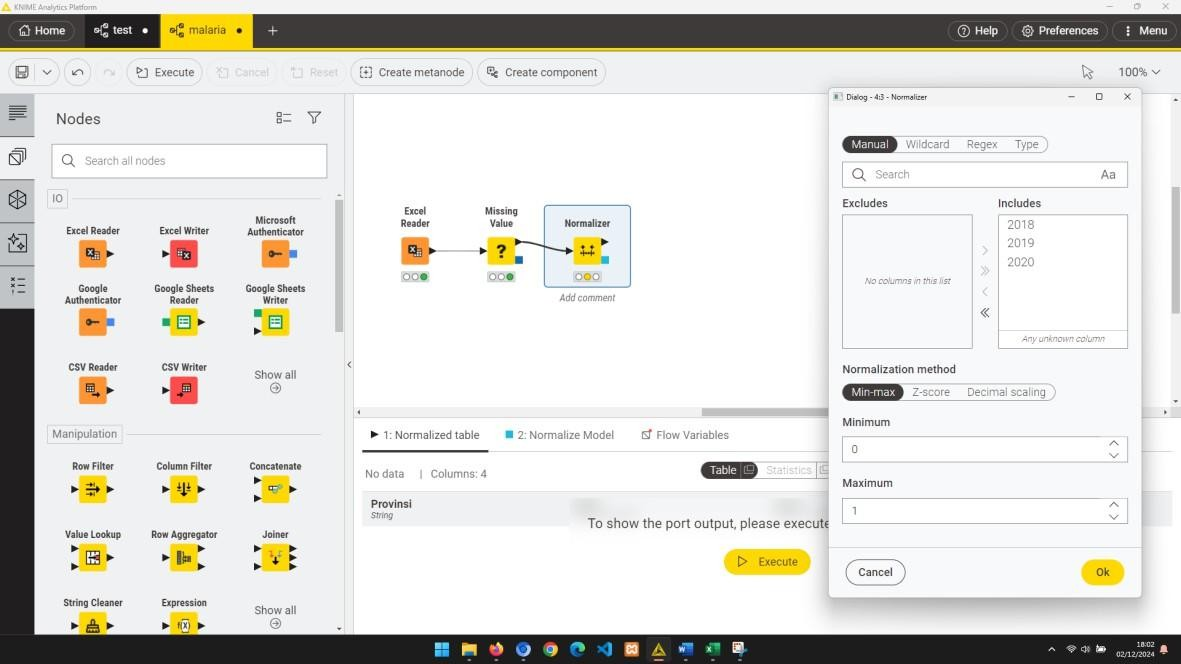 KNIME Analytics Platform
Home
test
malaria
+
Help
Preferences
Menu
Execute
Cancel
Reset
Create metanode
Create component
100%
Nodes
Search all nodes
IO
Excel Reader
Excel Writer
Microsoft
Authenticator
Google
Authenticator
Google Sheets
Reader
Google Sheets
Writer
CSV Reader
CSV Writer
Show all
Manipulation
Row Filter
Column Filter
Concatenate
Value Lookup
Row Aggregator
Joiner
String Cleaner
Expression
Show all
Excel
Reader
Missing
Value
Normalizer
?
Add comment
1: Normalized table
2: Normalize Model
Flow Variables
No data | Columns: 4
Table
Statistics
Provinsi
String
To show the port output, please execute
Execute
Dialog - 4:3 - Normalizer
Manual
Wildcard
Regex
Type
Search
Aa
Excludes
Includes
No columns in this list
2018
2019
2020
Any unknown column
Normalization method
Min-max
Z-score
Decimal scaling
Minimum
0
Maximum
1
Cancel
Ok
18:02
02/12/2024